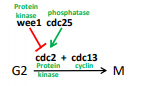 Protein phosphatase
kinase
wee1 cdc25
cdc2 + cdc13
Protein cyclin
G2 M
kinase